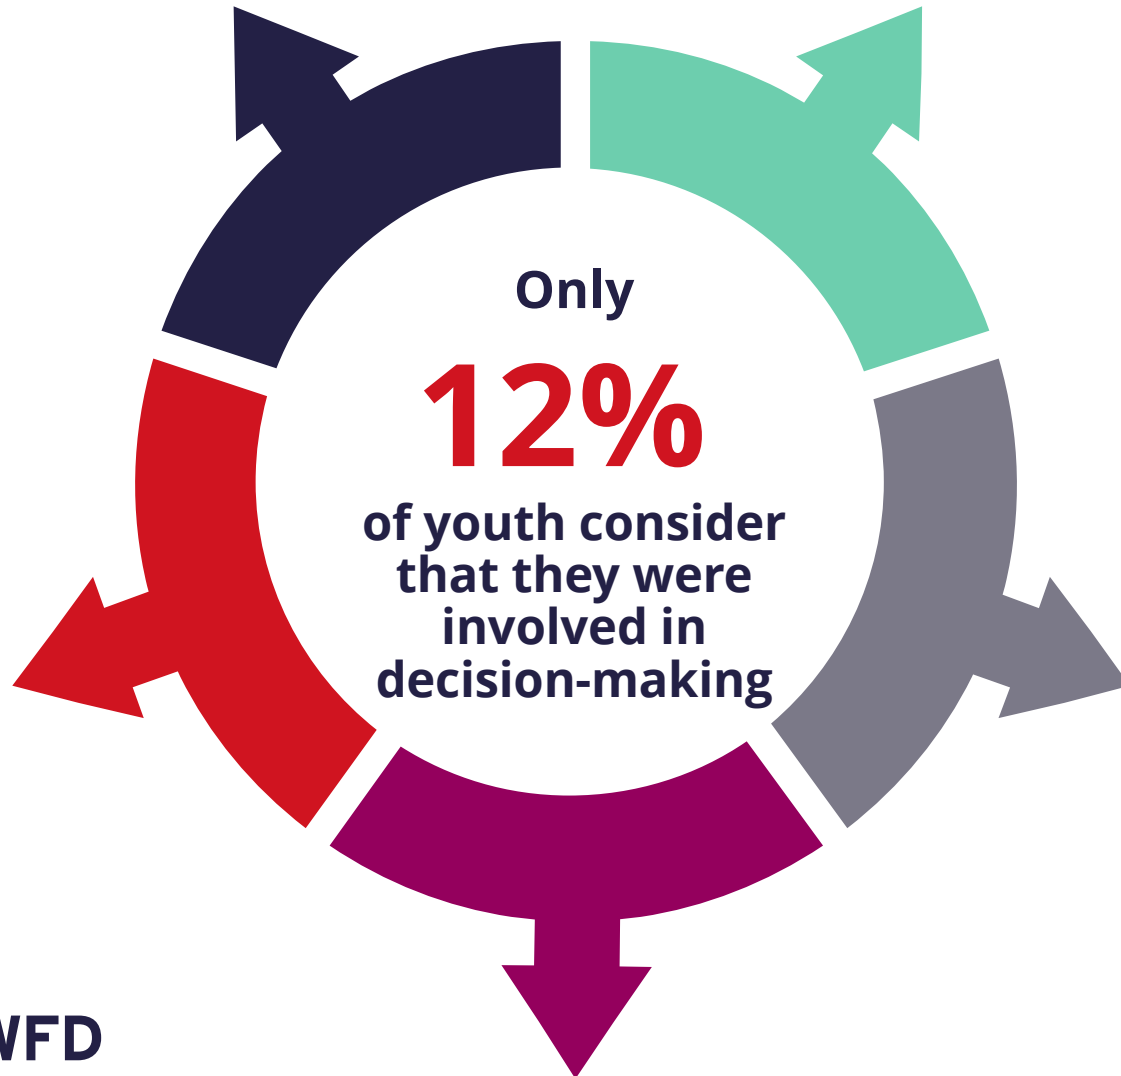 Only
12%
of youth consider
that they were
involved in
decision-making
WFD